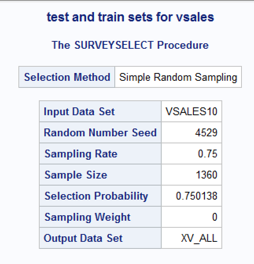 test and train sets for vsales
The SURVEYSELECT Procedure
Selection Method Simple Random Sampling
Input Data Set VSALES10
Random Number Seed 4529
Sampling Rate 0.75
Sample Size 1360
Selection Probability 0.750138
Sampling Weight 0
Output Data Set XV_ALL